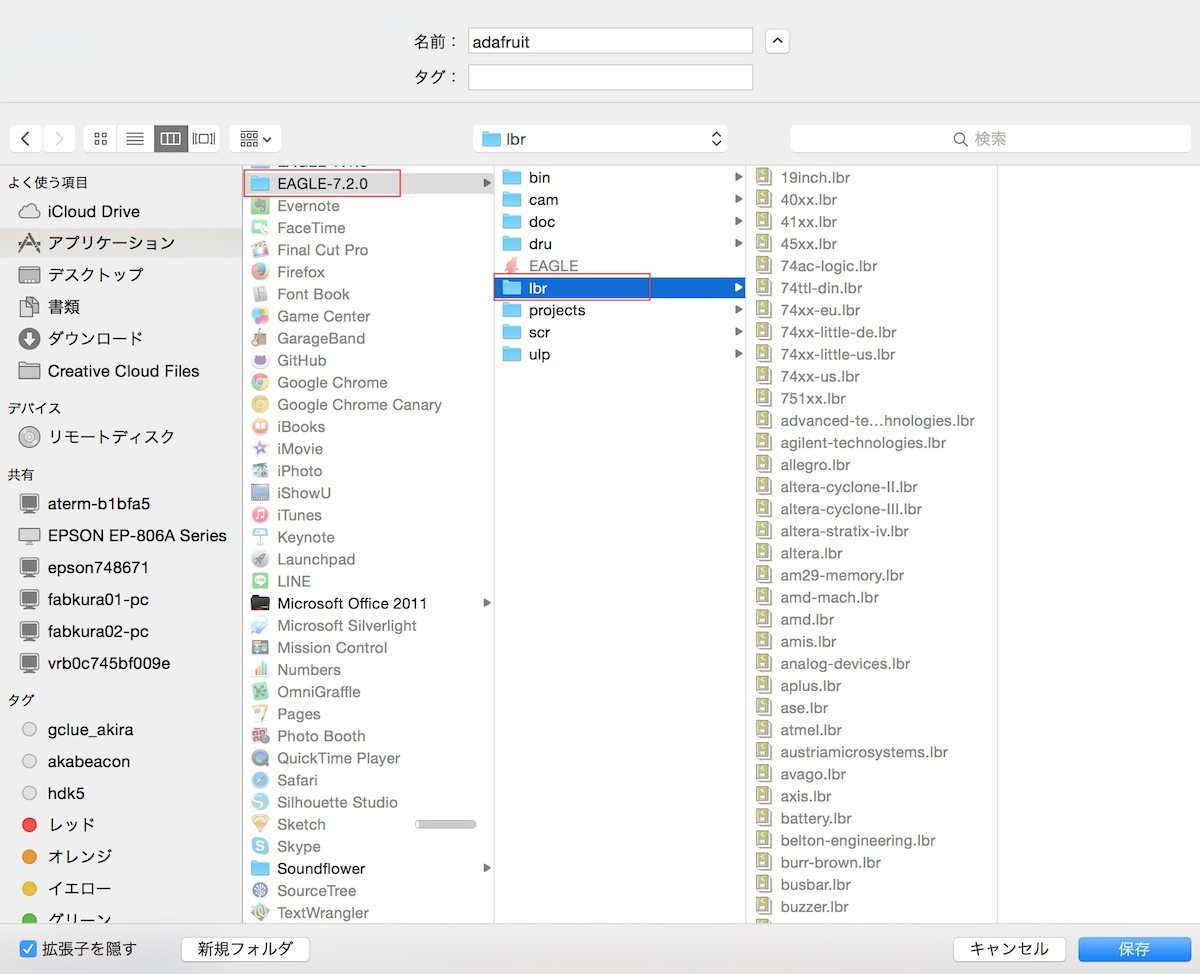 名前：
adafruit
タグ：
lbr
検索
よく使う項目
iCloud Drive
アプリケーション
デスクトップ
書類
ダウンロード
Creative Cloud Files
デバイス
リモートディスク
共有
aterm-b1bfa5
EPSON EP-806A Series
epson748671
fabkura01-pc
fabkura02-pc
vrb0c745bf009e
タグ
gclue_akira
akabeacon
hdk5
レッド
オレンジ
イエロー
グリーン
EAGLE-7.2.0
Evernote
FaceTime
Final Cut Pro
Firefox
Font Book
Game Center
GarageBand
GitHub
Google Chrome
Google Chrome Canary
iBooks
iMovie
iPhoto
iShowU
iTunes
Keynote
Launchpad
LINE
Microsoft Office 2011
Microsoft Silverlight
Mission Control
Numbers
OmniGraffle
Pages
Photo Booth
QuickTime Player
Safari
Silhouette Studio
Sketch
Skype
Soundflower
SourceTree
TextWrangler
bin
cam
doc
dru
EAGLE
lbr
projects
scr
ulp
19inch.lbr
40xx.lbr
41xx.lbr
45xx.lbr
74ac-logic.lbr
74ttl-din.lbr
74xx-eu.lbr
74xx-little-de.lbr
74xx-little-us.lbr
74xx-us.lbr
751xx.lbr
advanced-te…hnologies.lbr
agilent-technologies.lbr
allegro.lbr
altera-cyclone-II.lbr
altera-cyclone-III.lbr
altera-stratix-iv.lbr
altera.lbr
am29-memory.lbr
amd-mach.lbr
amd.lbr
amis.lbr
analog-devices.lbr
aplus.lbr
ase.lbr
atmel.lbr
austriamicrosystems.lbr
avago.lbr
axis.lbr
battery.lbr
belton-engineering.lbr
burr-brown.lbr
busbar.lbr
buzzer.lbr
拡張子を隠す
新規フォルダ
キャンセル
保存